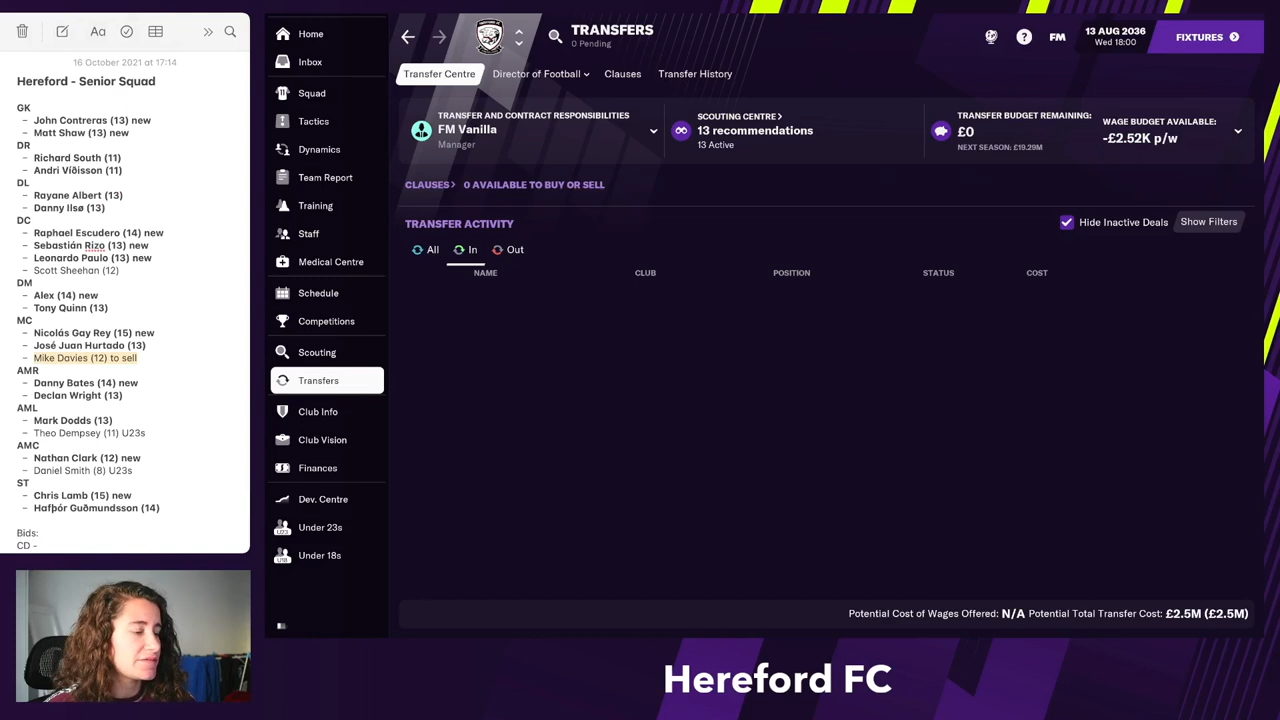 Aa
16 October 2021 at 17:14
Hereford - Senior Squad
GK
- John Contreras (13) new
- Matt Shaw (13) new
DR
- Richard South (11)
- Andri Víðisson (11)
DL
- Rayane Albert (13)
- Danny Ilsø (13)
DC
- Raphael Escudero (14) new
- Sebastián Rizo (13) new
- Leonardo Paulo (13) new
- Scott Sheehan (12)
DM
- Alex (14) new
- Tony Quinn (13)
MC
- Nicolás Gay Rey (15) new
- José Juan Hurtado (13)
- Mike Davies (12) to sell
AMR
- Danny Bates (14) new
- Declan Wright (13)
AML
- Mark Dodds (13)
- Theo Dempsey (11) U23s
AMC
- Nathan Clark (12) new
- Daniel Smith (8) U23s
ST
- Chris Lamb (15) new
- Hafþór Guðmundsson (14)
Bids:
CD -
Home
Inbox
Squad
Tactics
Dynamics
Team Report
Training
Staff
Medical Centre
Schedule
Competitions
Scouting
Transfers
Club Info
Club Vision
Finances
Dev. Centre
Under 23s
Under 18s
TRANSFERS
0 Pending
?
FM
13 AUG 2036
Wed 18:00
FIXTURES
Transfer Centre
Director of Football
Clauses
Transfer History
TRANSFER AND CONTRACT RESPONSIBILITIES
FM Vanilla
Manager
SCOUTING CENTRE >
13 recommendations
13 Active
TRANSFER BUDGET REMAINING:
£0
NEXT SEASON: £19.29M
WAGE BUDGET AVAILABLE:
-£2.52K p/w
CLAUSES > 0 AVAILABLE TO BUY OR SELL
TRANSFER ACTIVITY
Hide Inactive Deals
Show Filters
All
In
Out
NAME CLUB POSITION STATUS COST
Potential Cost of Wages Offered: N/A Potential Total Transfer Cost: £2.5M (£2.5M)
Hereford FC